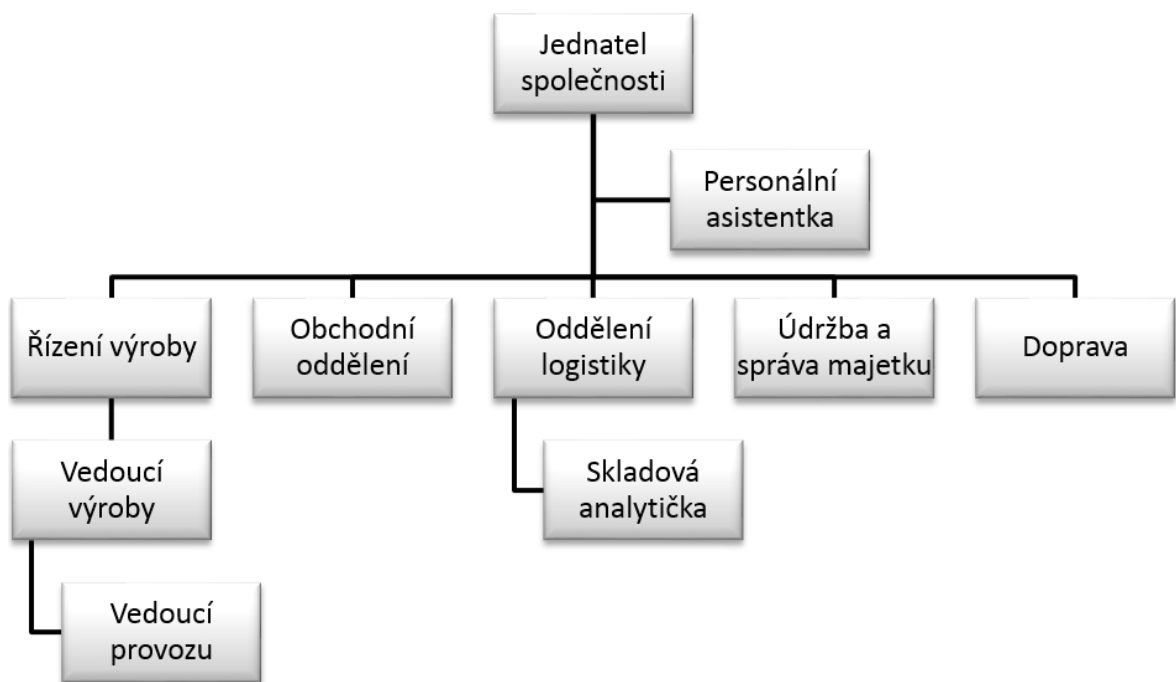 Jednatel
společnosti
Personální
asistentka
Řízení výroby
Obchodní
oddělení
Oddělení
logistiky
Údržba a
správa majetku
Doprava
Vedoucí
výroby
Skladová
analytička
Vedoucí
provozu